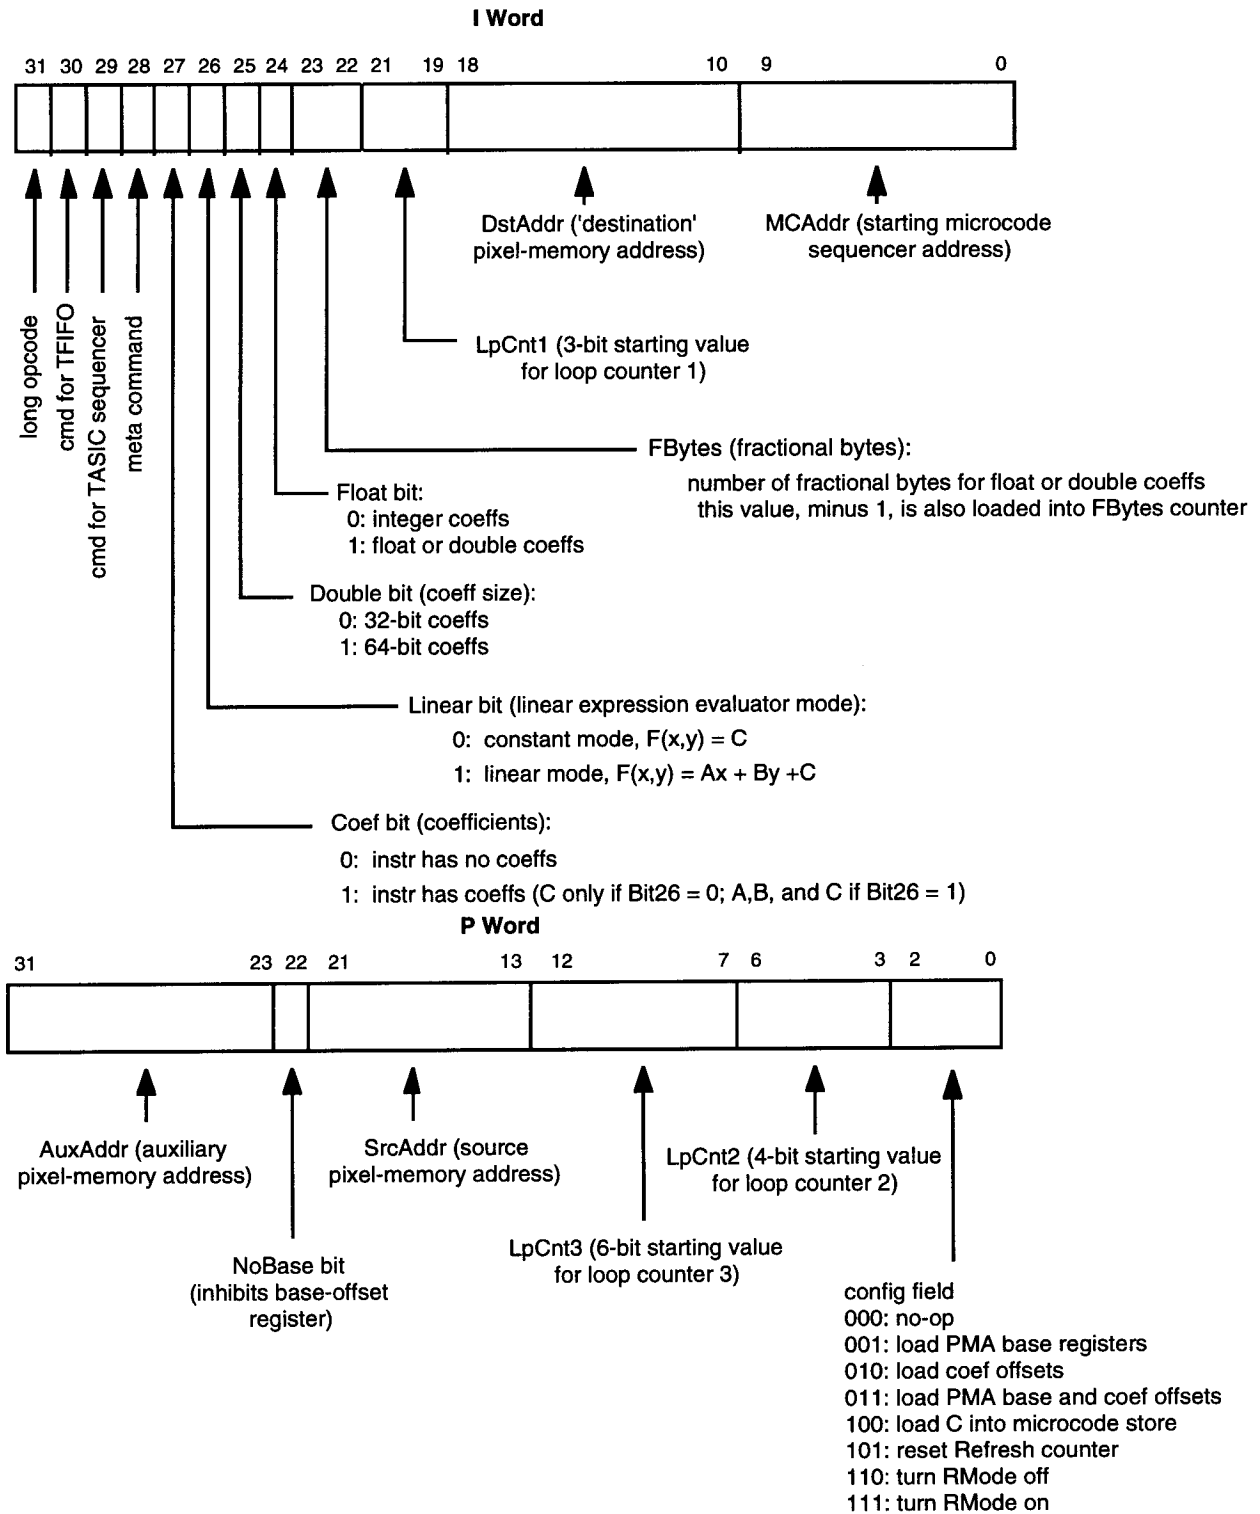 I Word
31 30 29 28 27 26 25 24 23 22 21 19 18 10 9 0
DstAddr ('destination'
pixel-memory address)
MCAddr (starting microcode
sequencer address)
long opcode
cmd for TFIFO
cmd for TASIC sequencer
meta command
LpCnt1 (3-bit starting value
for loop counter 1)
FBytes (fractional bytes):
number of fractional bytes for float or double coeffs
this value, minus 1, is also loaded into FBytes counter
Float bit:
0: integer coeffs
1: float or double coeffs
Double bit (coeff size):
0: 32-bit coeffs
1: 64-bit coeffs
Linear bit (linear expression evaluator mode):
0: constant mode, F(x,y) = C
1: linear mode, F(x,y) = Ax + By +C
Coef bit (coefficients):
0: instr has no coeffs
1: instr has coeffs (C only if Bit26 = 0; A,B, and C if Bit26 = 1)
P Word
31 23 22 21 13 12 7 6 3 2 0
AuxAddr (auxiliary
pixel-memory address)
SrcAddr (source
pixel-memory address)
LpCnt2 (4-bit starting value
for loop counter 2)
NoBase bit
(inhibits base-offset
register)
LpCnt3 (6-bit starting value
for loop counter 3)
config field
000: no-op
001: load PMA base registers
010: load coef offsets
011: load PMA base and coef offsets
100: load C into microcode store
101: reset Refresh counter
110: turn RMode off
111: turn RMode on